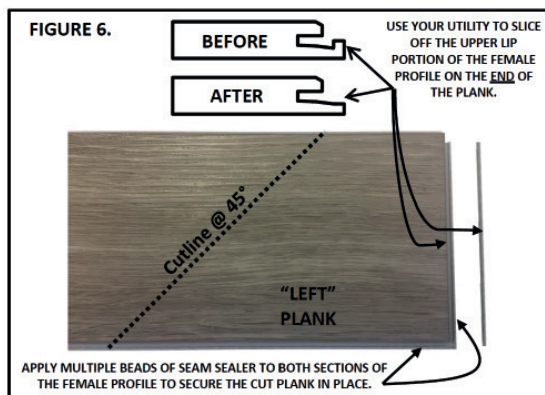 FIGURE 6.
BEFORE
AFTER
USE YOUR UTILITY TO SLICE
OFF THE UPPER LIP
PORTION OF THE FEMALE
PROFILE ON THE END OF
THE PLANK.
Cutline @ 45°
"LEFT"
PLANK
APPLY MULTIPLE BEADS OF SEAM SEALER TO BOTH SECTIONS OF
THE FEMALE PROFILE TO SECURE THE CUT PLANK IN PLACE.